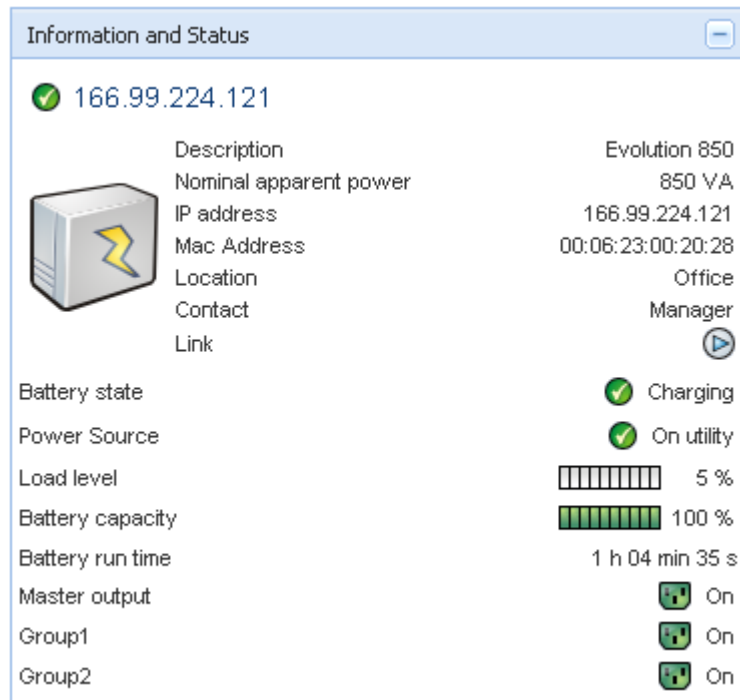 Information and Status
166.99.224.121
Description Evolution 850
Nominal apparent power 850 VA
IP address 166.99.224.121
Mac Address 00:06:23:00:20:28
Location Office
Contact Manager
Link
Battery state Charging
Power Source On utility
Load level 5 %
Battery capacity 100 %
Battery run time 1 h 04 min 35 s
Master output On
Group1 On
Group2 On